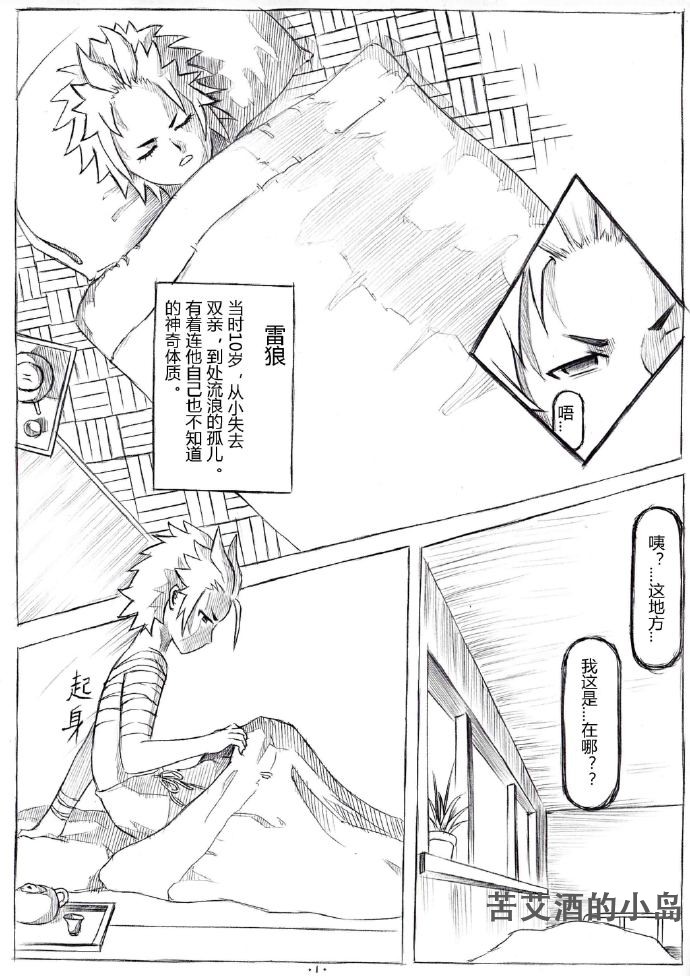 雷狼
当时10岁，从小失去
双亲，到处流浪的孤儿。
有着连他自己也不知道
的神奇体质。
唔…
咦？…..这地方…
我这是….在哪？？
起身
苦艾酒的小岛
·1·